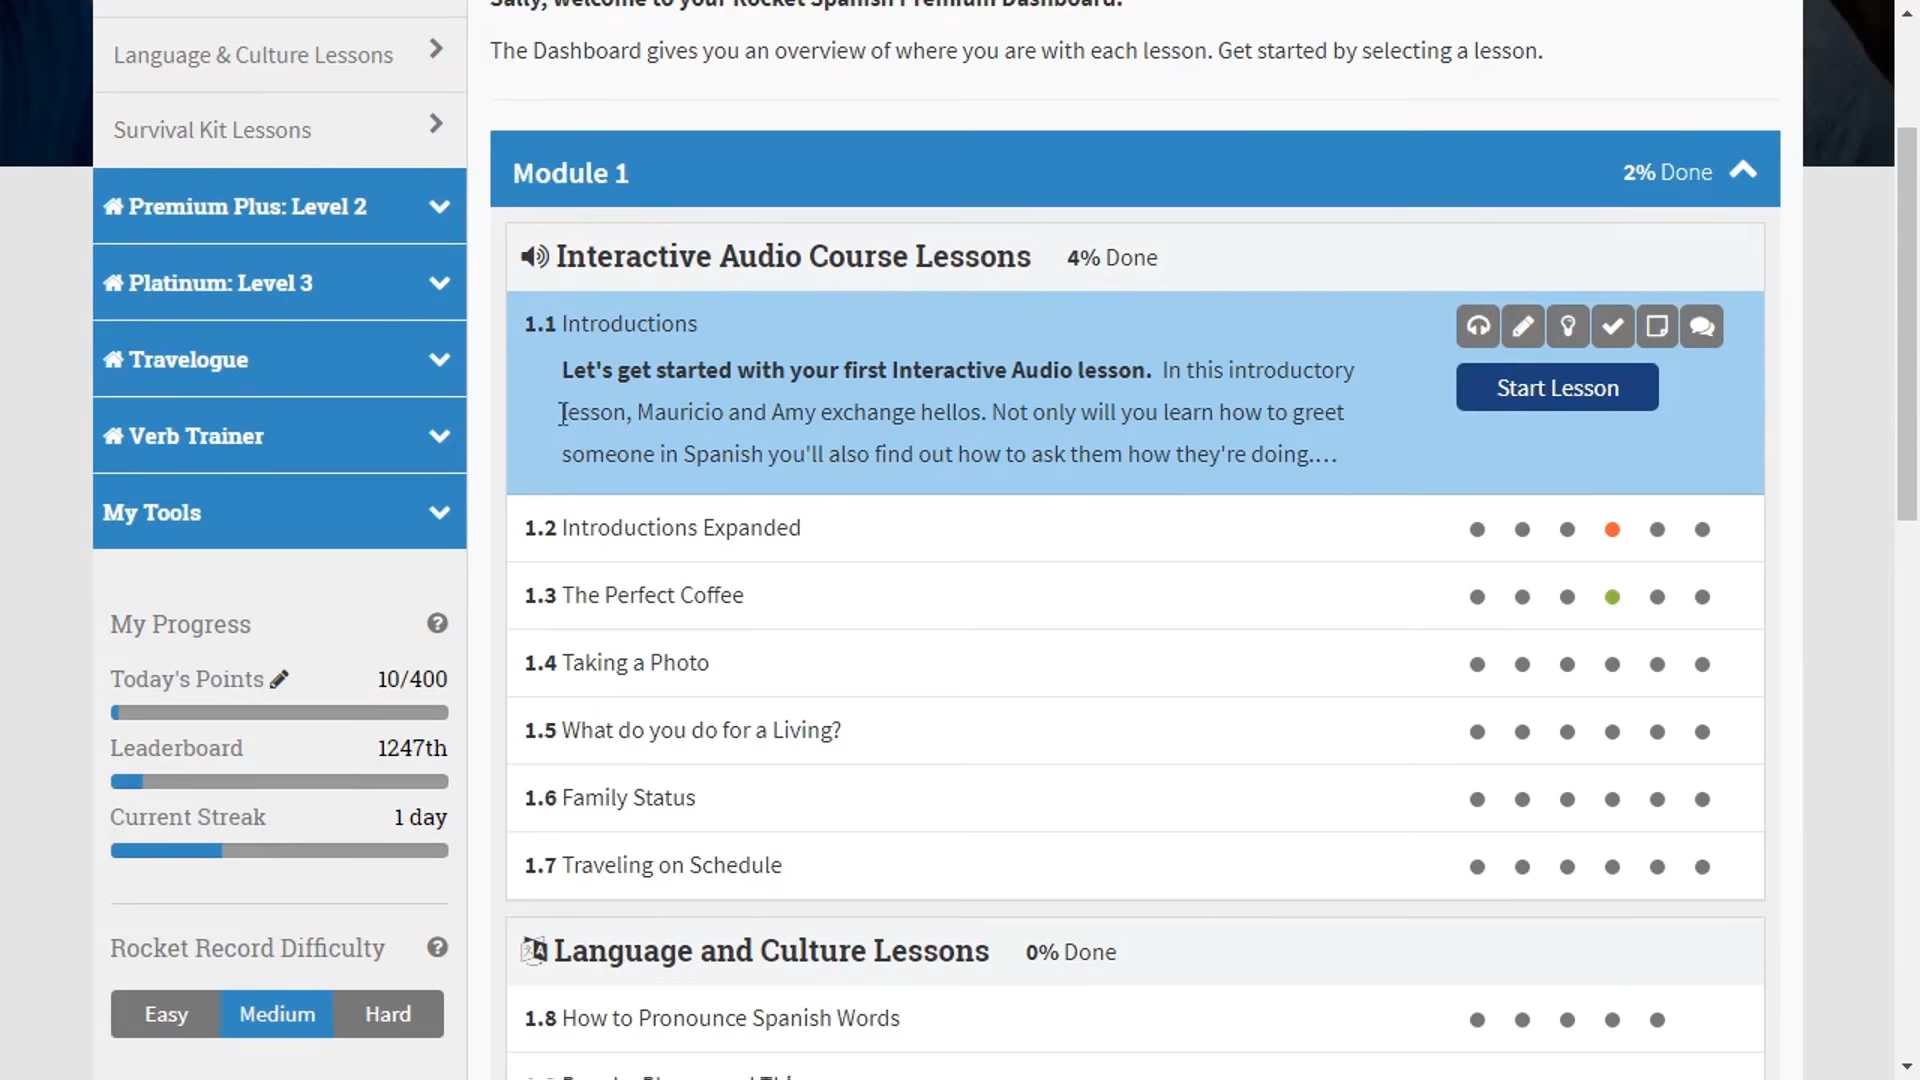 Sally, welcome to your Rocket Spanish Premium Dashboard.
The Dashboard gives you an overview of where you are with each lesson. Get started by selecting a lesson.
Language & Culture Lessons
Survival Kit Lessons
Premium Plus: Level 2
Platinum: Level 3
Travelogue
Verb Trainer
My Tools
My Progress
Today's Points 10/400
Leaderboard 1247th
Current Streak 1 day
Rocket Record Difficulty
Easy Medium Hard
Module 1 2% Done
Interactive Audio Course Lessons 4% Done
1.1 Introductions
Let's get started with your first Interactive Audio lesson. In this introductory
lesson, Mauricio and Amy exchange hellos. Not only will you learn how to greet
someone in Spanish you'll also find out how to ask them how they're doing....
Start Lesson
1.2 Introductions Expanded
1.3 The Perfect Coffee
1.4 Taking a Photo
1.5 What do you do for a Living?
1.6 Family Status
1.7 Traveling on Schedule
Language and Culture Lessons 0% Done
1.8 How to Pronounce Spanish Words